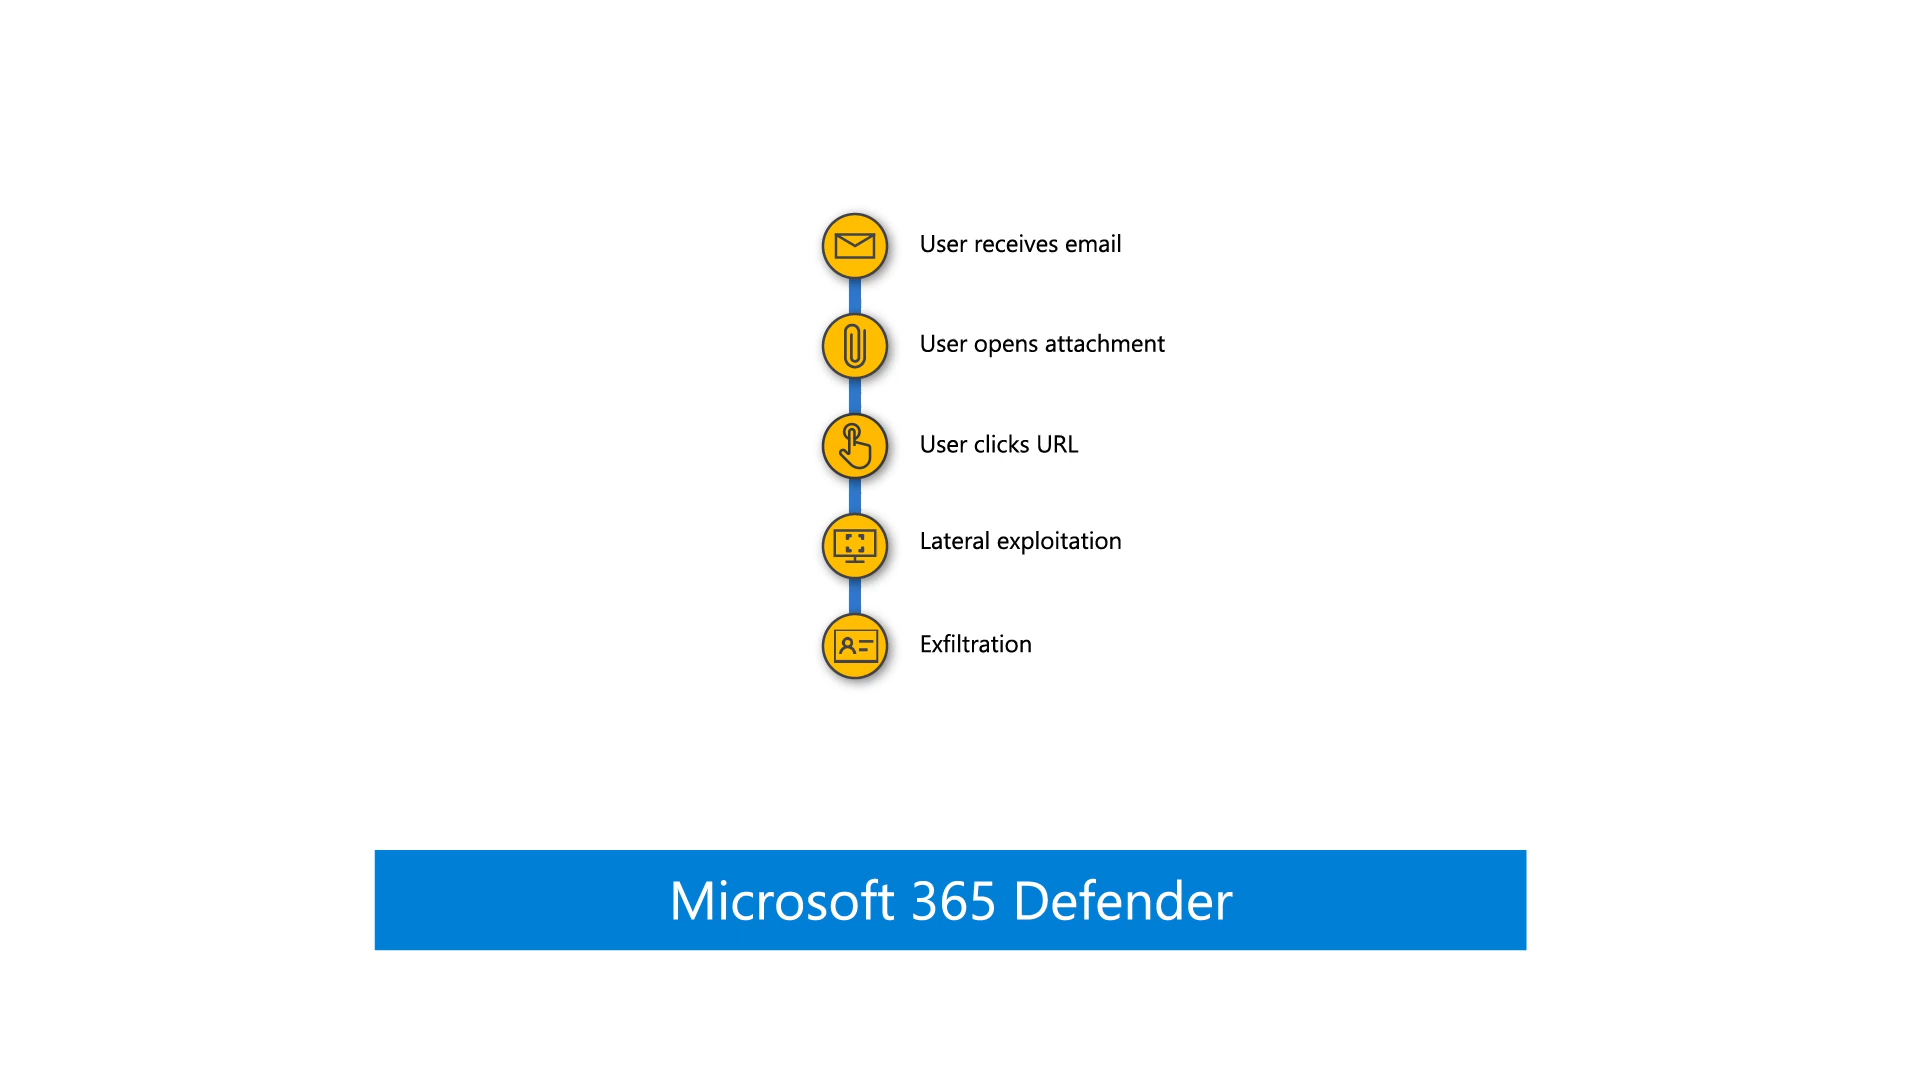 User receives email
User opens attachment
User clicks URL
Lateral exploitation
Exfiltration
Microsoft 365 Defender